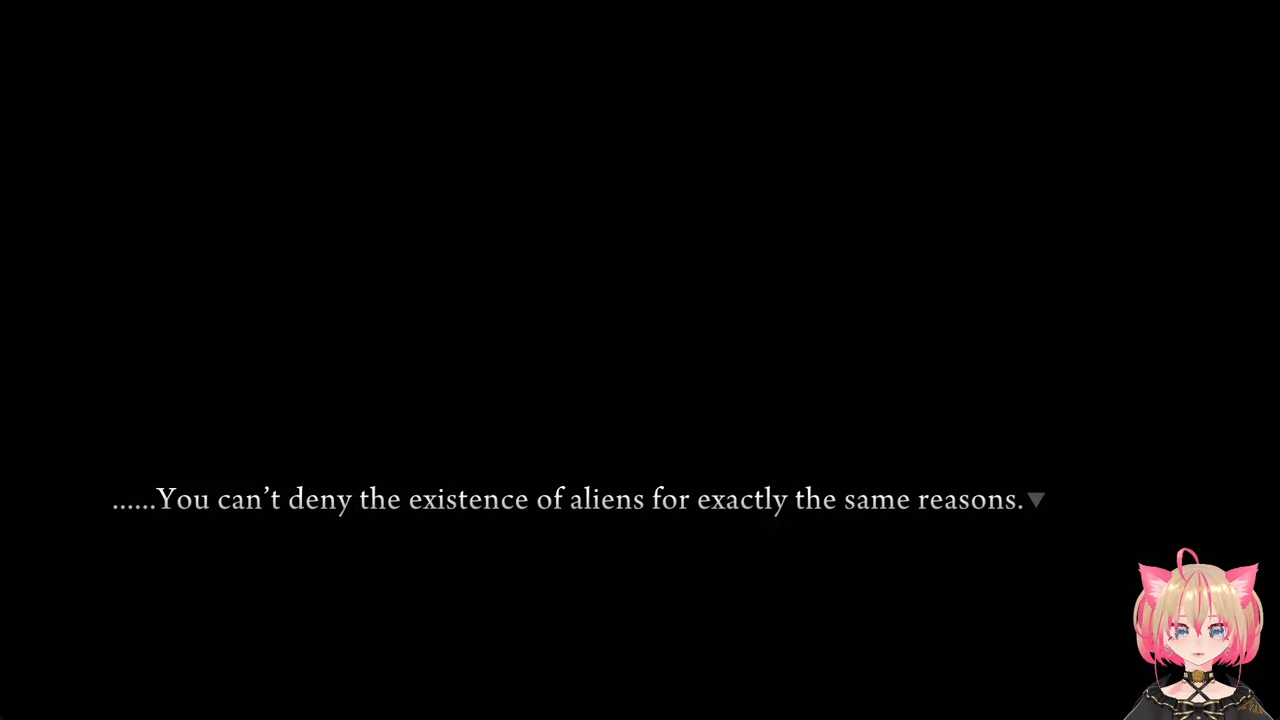 ......You can’t deny the existence of aliens for exactly the same reasons.